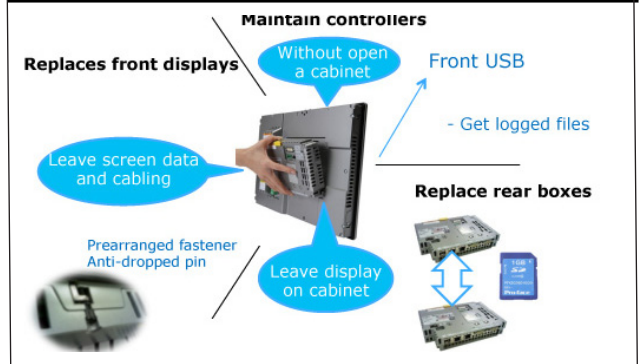 Maintain controllers
Replaces front displays
Without open
a cabinet
Front USB
- Get logged files
Leave screen data
and cabling
Replace rear boxes
Prearranged fastener
Anti-dropped pin
Leave display
on cabinet
1GB
SD
Pro-face